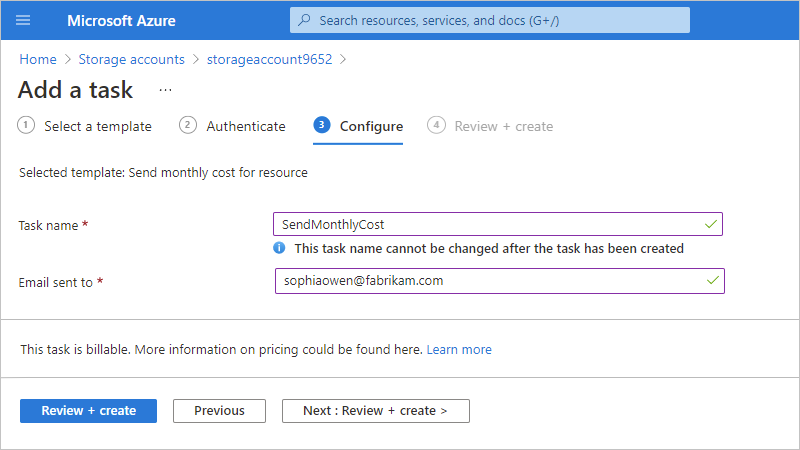 Microsoft Azure
Search resources, services, and docs (G+/)
Home > Storage accounts > storageaccount9652 >
Add a task ...
1 Select a template 2 Authenticate 3 Configure 4 Review + create
Selected template: Send monthly cost for resource
Task name * SendMonthlyCost
i This task name cannot be changed after the task has been created
Email sent to * sophiaowen@fabrikam.com
This task is billable. More information on pricing could be found here. Learn more
Review + create Previous Next : Review + create >